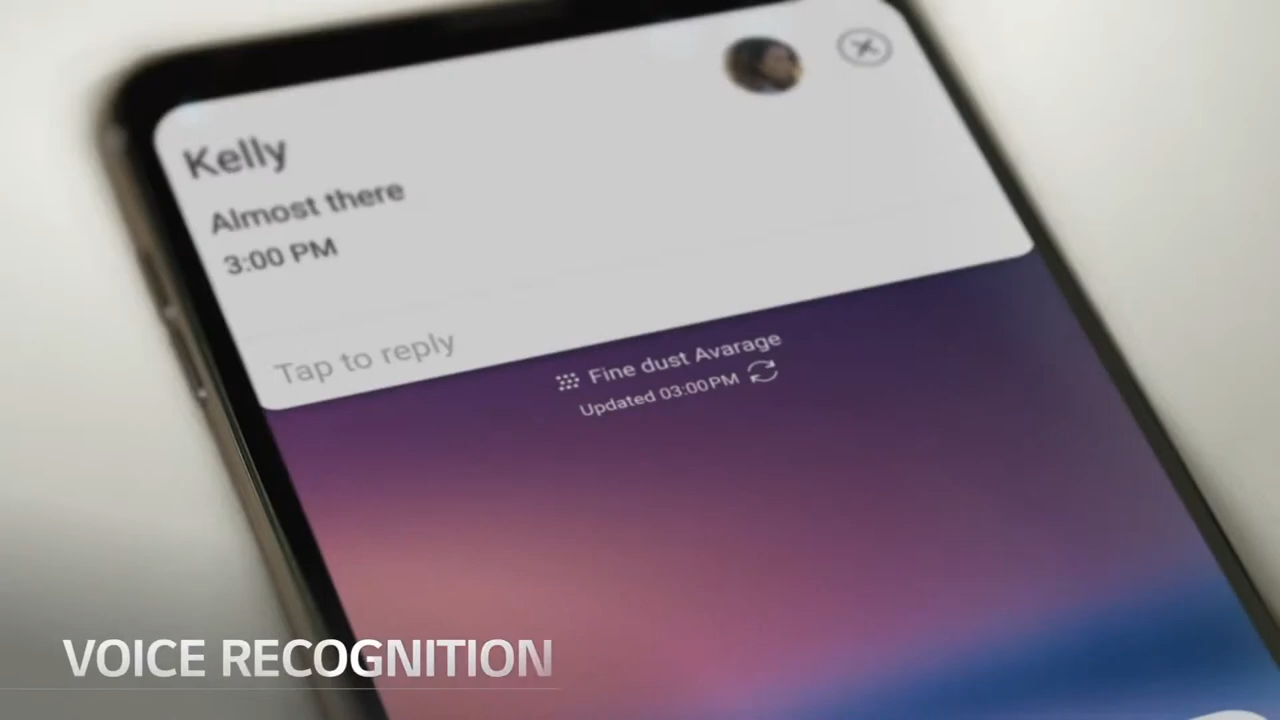 Kelly
Almost there
3:00 PM
Tap to reply
Fine dust Avarage
Updated 03:00PM
VOICE RECOGNITION